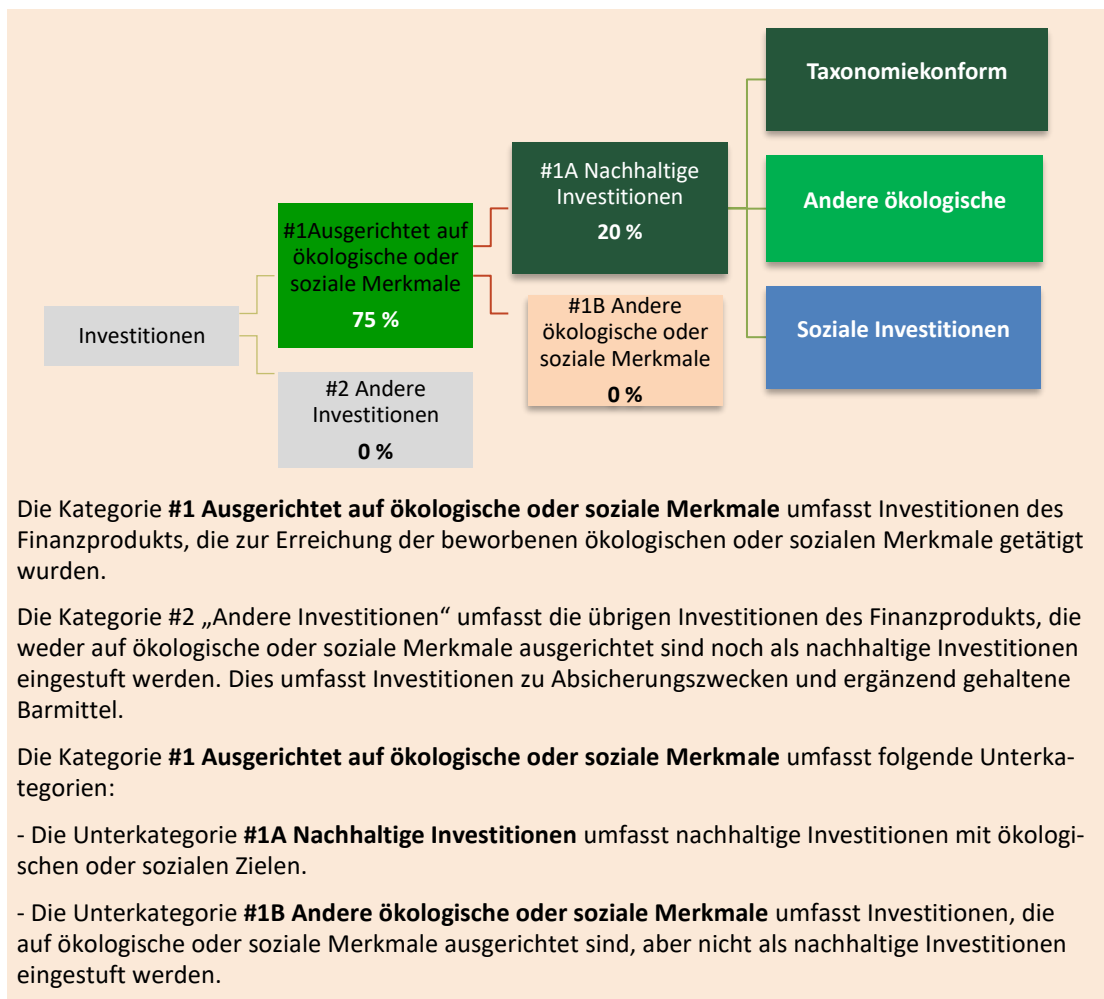 Investitionen
#1Ausgerichtet auf
ökologische oder
soziale Merkmale
75 %
#2 Andere
Investitionen
0 %
#1A Nachhaltige
Investitionen
20 %
#1B Andere
ökologische oder
soziale Merkmale
0 %
Taxonomiekonform
Andere ökologische
Soziale Investitionen
Die Kategorie #1 Ausgerichtet auf ökologische oder soziale Merkmale umfasst Investitionen des
Finanzprodukts, die zur Erreichung der beworbenen ökologischen oder sozialen Merkmale getätigt
wurden.
Die Kategorie #2 „Andere Investitionen“ umfasst die übrigen Investitionen des Finanzprodukts, die
weder auf ökologische oder soziale Merkmale ausgerichtet sind noch als nachhaltige Investitionen
eingestuft werden. Dies umfasst Investitionen zu Absicherungszwecken und ergänzend gehaltene
Barmittel.
Die Kategorie #1 Ausgerichtet auf ökologische oder soziale Merkmale umfasst folgende Unterka-
tegorien:
- Die Unterkategorie #1A Nachhaltige Investitionen umfasst nachhaltige Investitionen mit ökologi-
schen oder sozialen Zielen.
- Die Unterkategorie #1B Andere ökologische oder soziale Merkmale umfasst Investitionen, die
auf ökologische oder soziale Merkmale ausgerichtet sind, aber nicht als nachhaltige Investitionen
eingestuft werden.